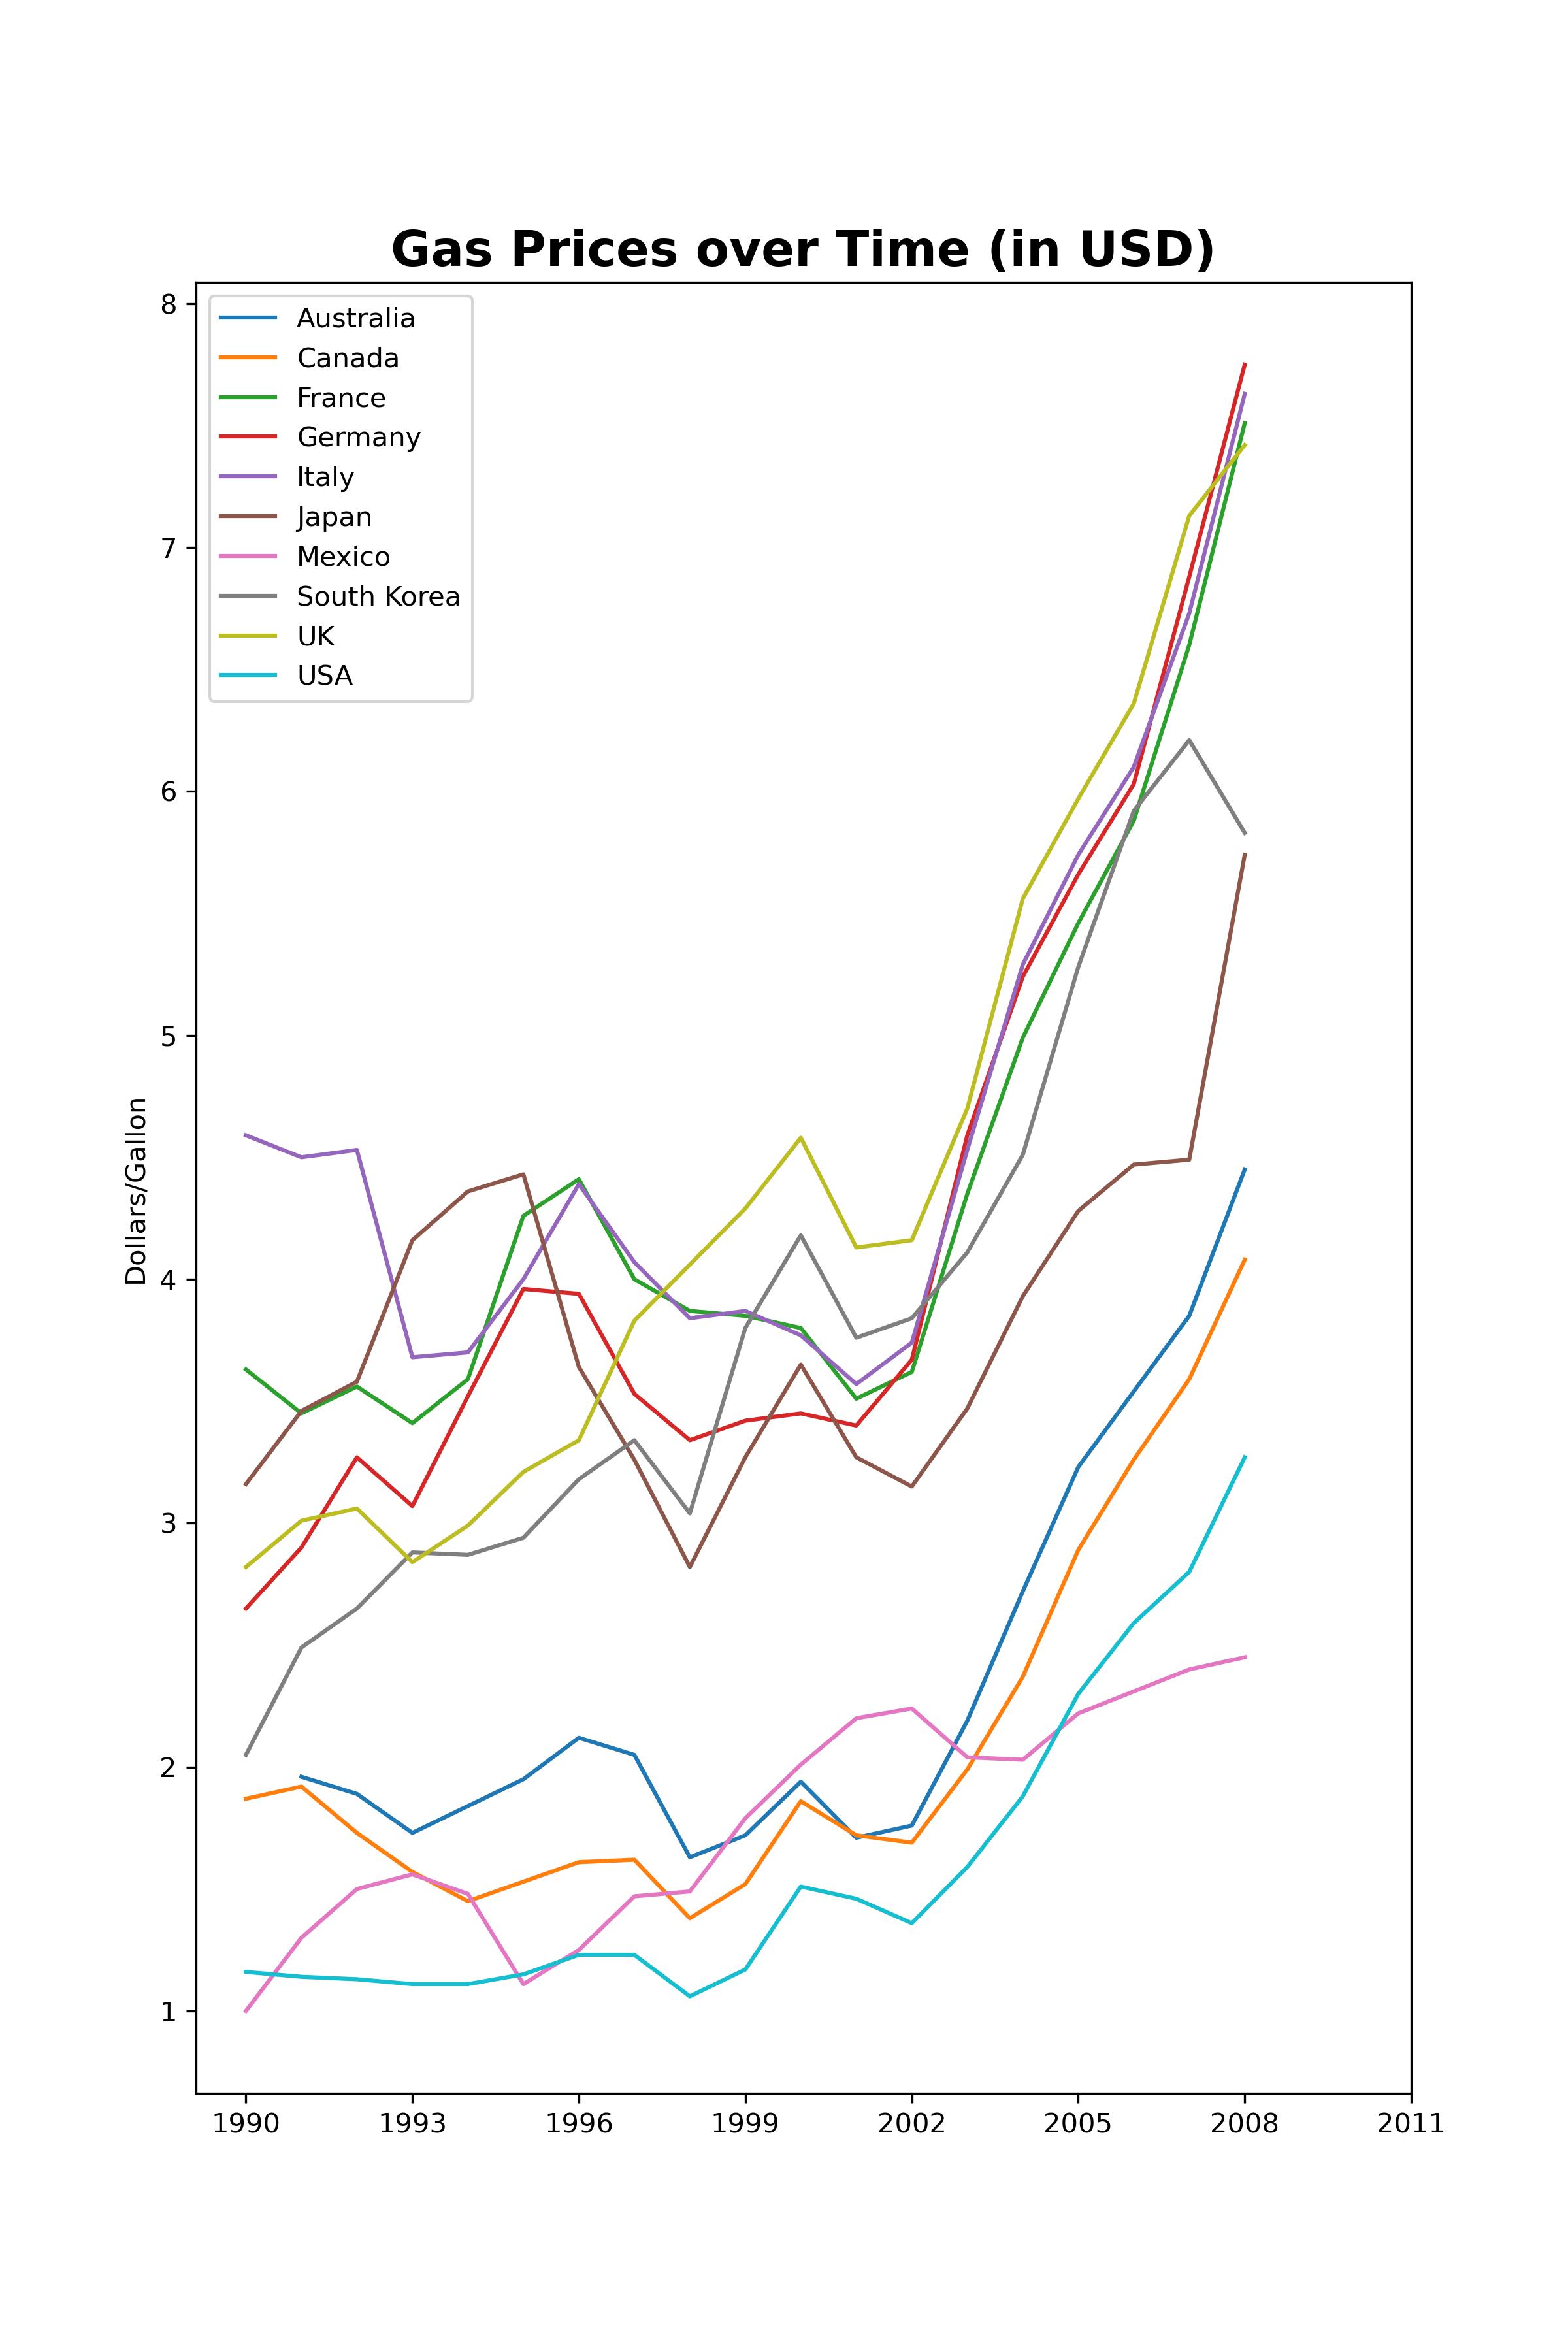 Gas Prices over Time (in USD)
8
7
6
5
4
3
2
1
Dollars/Gallon
Australia
Canada
France
Germany
Italy
Japan
Mexico
South Korea
UK
USA
1990 1993 1996 1999 2002 2005 2008 2011